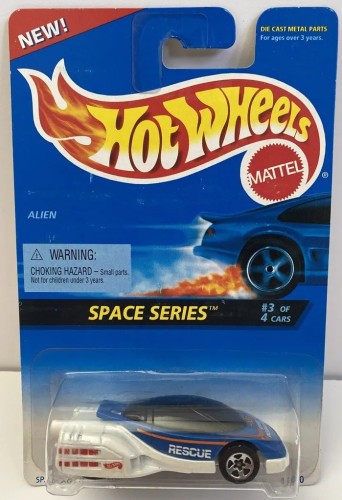 NEW!
DIE CAST METAL PARTS
For ages over 3 years.
HOT WHEELS
MATTEL
®
ALIEN
⚠ WARNING:
CHOKING HAZARD – Small parts.
Not for children under 3 years.
SPACE SERIES™
#3 OF
4 CARS
RESCUE